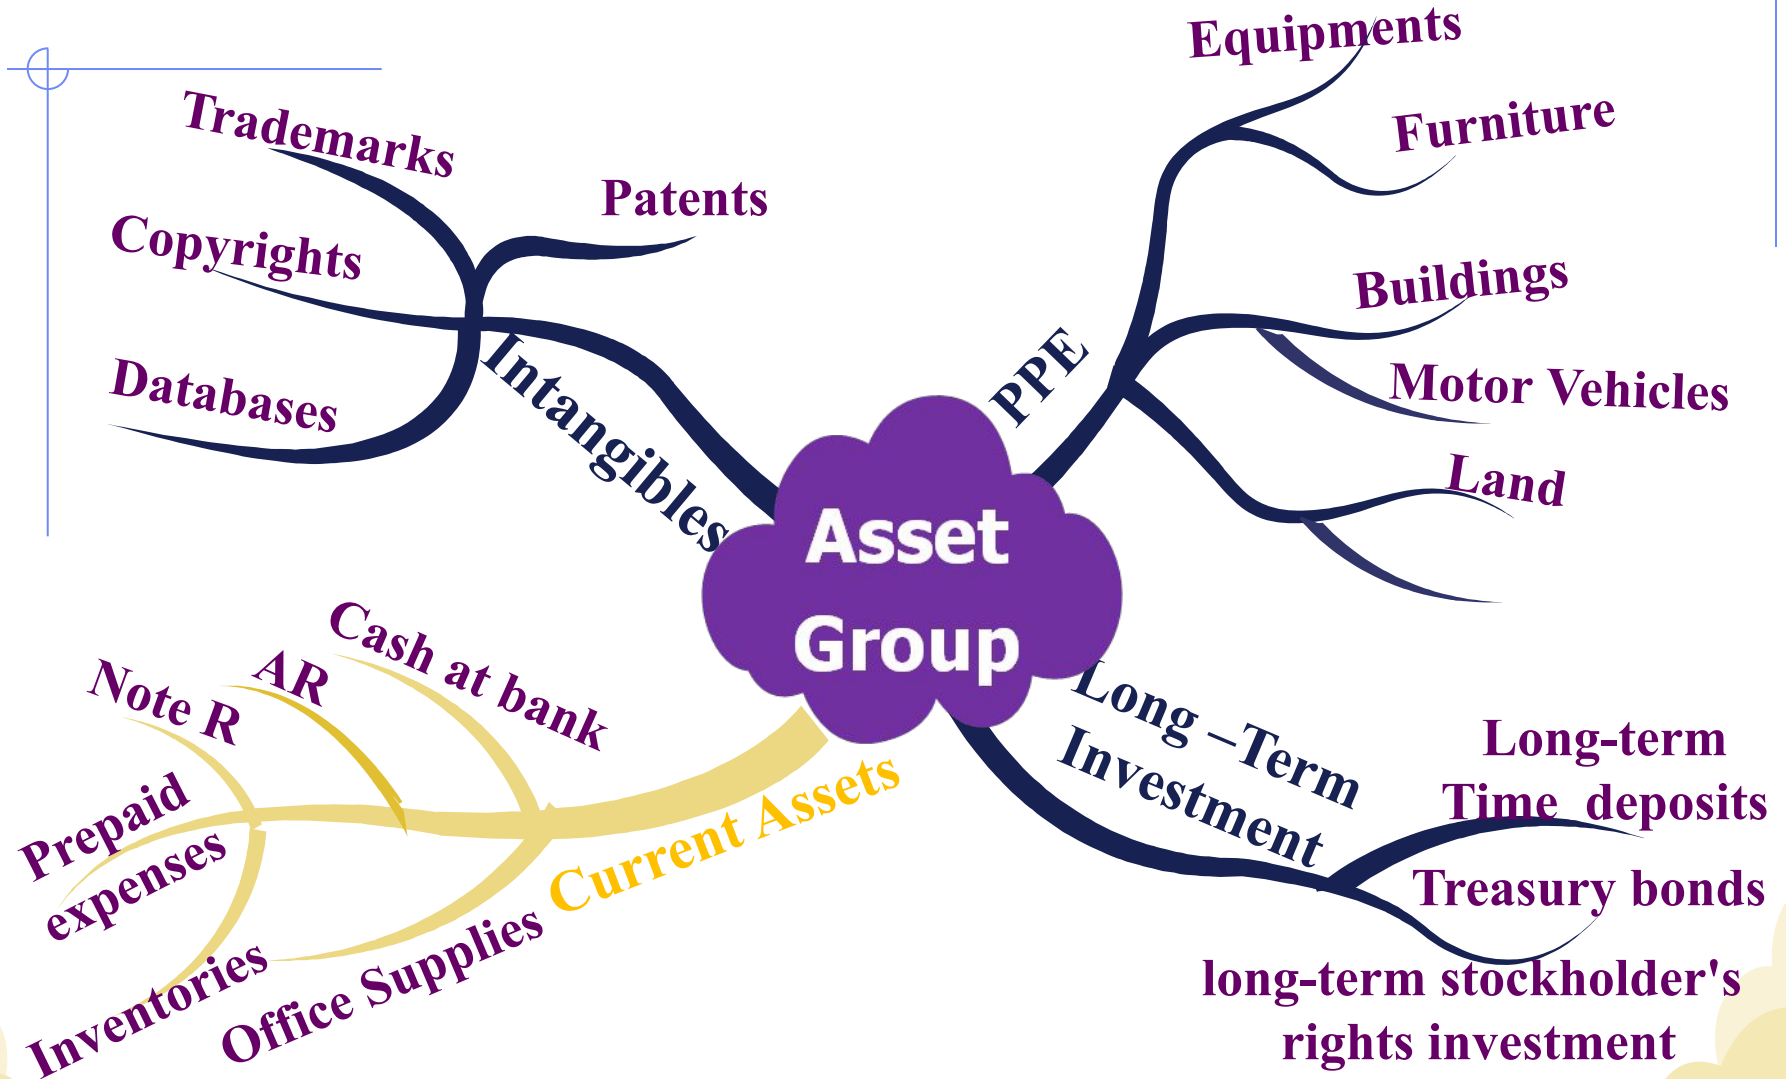 Equipments
Furniture
Trademarks
Patents
Copyrights
Buildings
PPE
Motor Vehicles
Databases
Intangibles
Land
Asset
Group
Cash at bank
AR
Note R
Prepaid
expenses
Inventories
Office Supplies
Current Assets
Long –Term
Investment
Long-term
Time  deposits
Treasury bonds
long-term stockholder's
rights investment